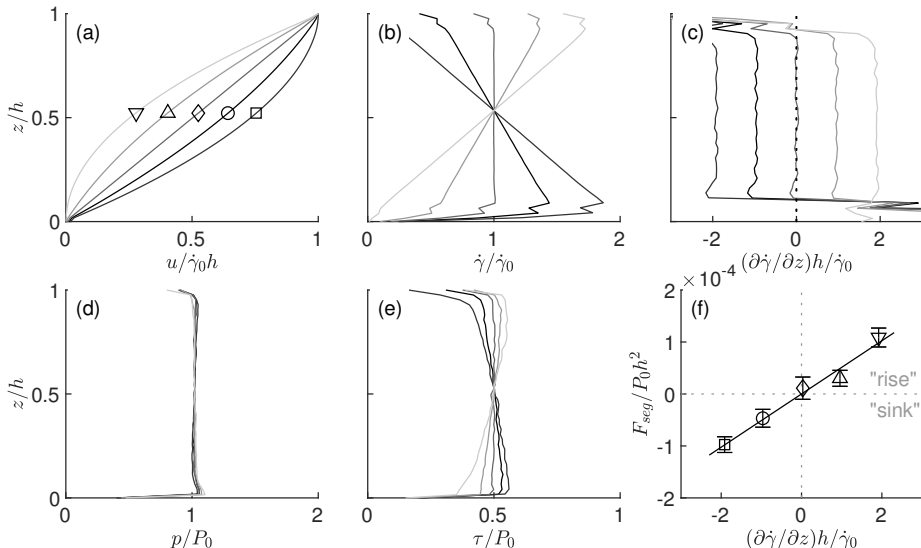 (a)
1
0.5
0
z/h
0
0.5
1
u/γ̇₀h
(b)
0
1
2
γ̇/γ̇₀
(c)
-2
0
2
(∂γ̇/∂z)h/γ̇₀
(d)
1
0.5
0
z/h
0
1
2
p/P₀
(e)
0
0.5
1
τ/P₀
(f)
× 10⁻⁴
2
1
0
-1
-2
F_seg/P₀h²
"rise"
"sink"
-2
0
2
(∂γ̇/∂z)h/γ̇₀